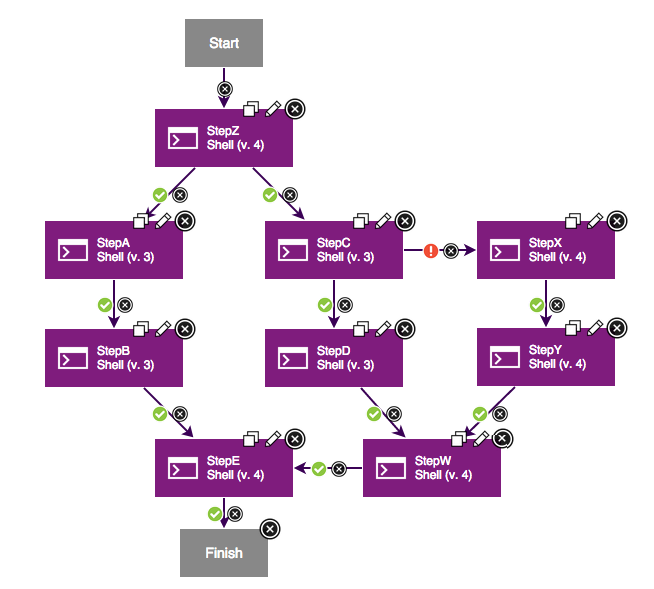 Start
StepZ
Shell (v. 4)
StepA
Shell (v. 3)
StepC
Shell (v. 3)
StepX
Shell (v. 4)
StepB
Shell (v. 3)
StepD
Shell (v. 3)
StepY
Shell (v. 4)
StepE
Shell (v. 4)
StepW
Shell (v. 4)
Finish